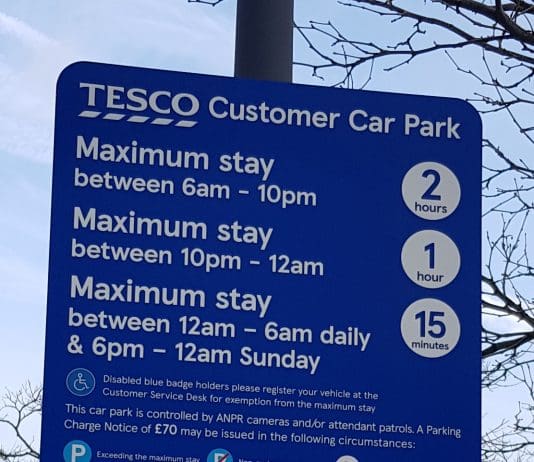 TESCO Customer Car Park
Maximum stay
between 6am – 10pm
2
hours
Maximum stay
between 10pm – 12am
1
hour
Maximum stay
between 12am – 6am daily
& 6pm – 12am Sunday
15
minutes
Disabled blue badge holders please register your vehicle at the
Customer Service Desk for exemption from the maximum stay
This car park is controlled by ANPR cameras and/or attendant patrols. A Parking
Charge Notice of £70 may be issued in the following circumstances:
P
Exceeding the maximum stay